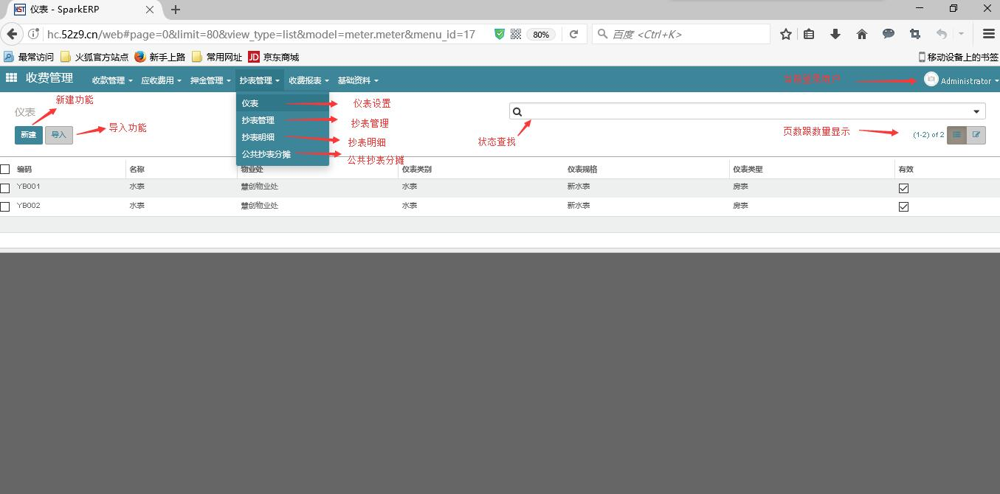 仪表 - SparkERP
hc.52z9.cn/web#page=0&limit=80&view_type=list&model=meter.meter&menu_id=17
80%
百度 <Ctrl+K>
最常访问 火狐官方站点 新手上路 常用网址 JD 京东商城
移动设备上的书签
收费管理 收款管理 应收费用 押金管理 抄表管理 收费报表 基础资料
当前登录用户
Administrator
新建功能
仪表
仪表
仪表设置
抄表管理
抄表管理
抄表明细
抄表明细
公共抄表分摊
公共抄表分摊
新建 导入
导入功能
状态查找
页数跟数量显示
(1-2) of 2
编码 名称 物业处 仪表类别 仪表规格 仪表类型 有效
YB001 水表 慧创物业处 水表 新水表 房表
YB002 水表 慧创物业处 水表 新水表 房表